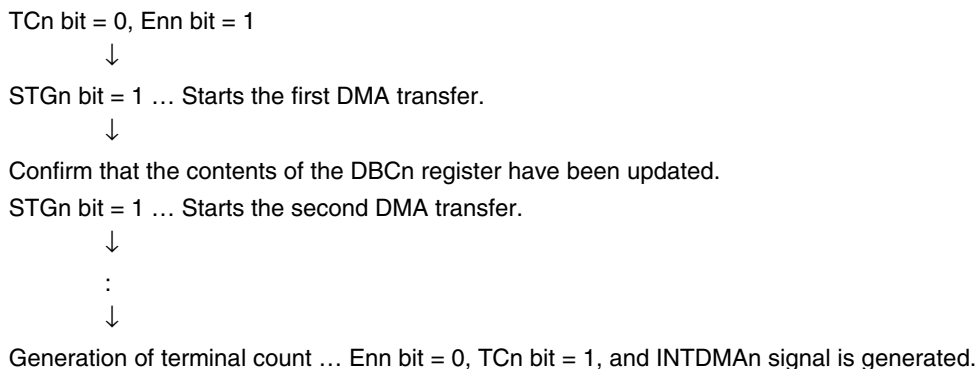 TCn bit = 0, Enn bit = 1
↓
STGn bit = 1 … Starts the first DMA transfer.
↓
Confirm that the contents of the DBCn register have been updated.
STGn bit = 1 … Starts the second DMA transfer.
↓
:
↓
Generation of terminal count … Enn bit = 0, TCn bit = 1, and INTDMAn signal is generated.